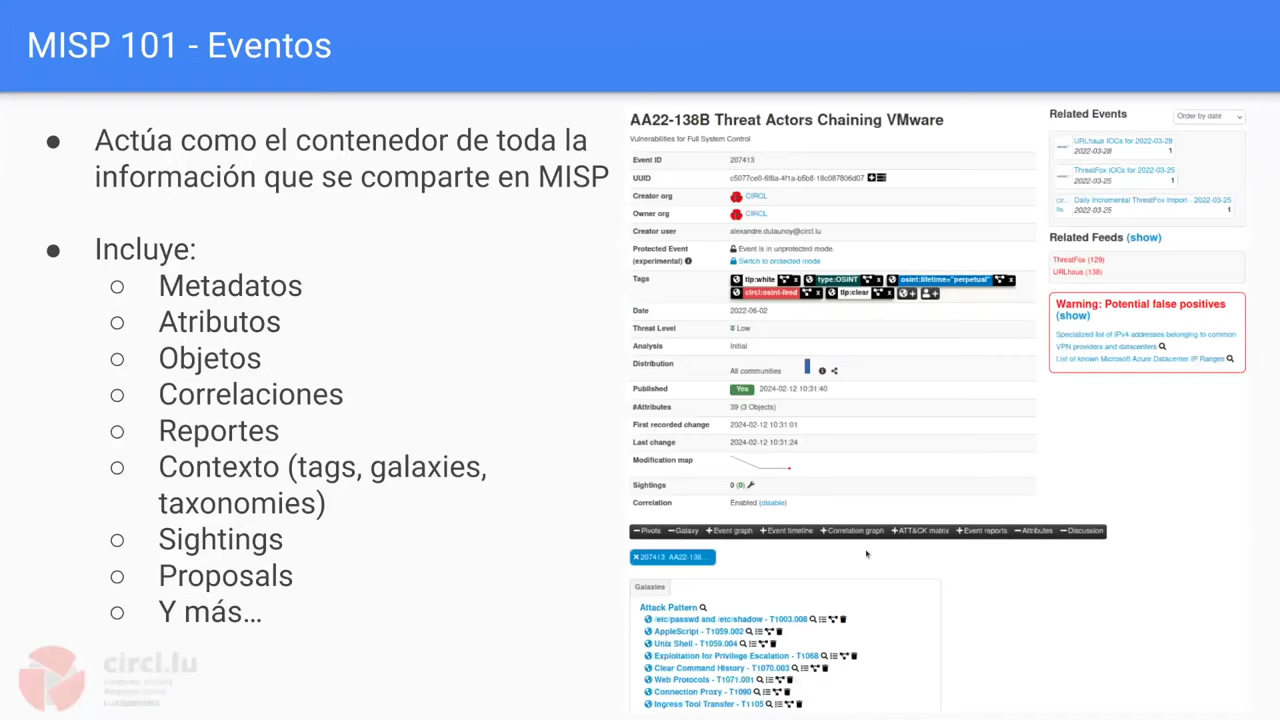 MISP 101 - Eventos
● Actúa como el contenedor de toda la
información que se comparte en MISP
● Incluye:
○ Metadatos
○ Atributos
○ Objetos
○ Correlaciones
○ Reportes
○ Contexto (tags, galaxies,
taxonomies)
○ Sightings
○ Proposals
○ Y más…
circl.lu
AA22-138B Threat Actors Chaining VMware
Vulnerabilities for Full System Control
Event ID 207413
UUID
Creator org CIRCL
Owner org CIRCL
Creator user alexandre.dulaunoy@circl.lu
Protected Event Event is in unprotected mode.
(experimental) Switch to protected mode
Tags tlp:white x type:OSINT x osint:lifetime="perpetual" x
circl:osint-feed x tlp:clear x
Date 2022-06-02
Threat Level Low
Analysis Initial
Distribution All communities
Published Yes 2024-02-12 10:31:40
#Attributes 39 (3 Objects)
First recorded change 2024-02-12 10:31:01
Last change 2024-02-12 10:31:24
Modification map
Sightings 0 (0)
Correlation Enabled (disable)
−Pivots −Galaxy +Event graph +Event timeline +Correlation graph +ATT&CK matrix +Event reports −Attributes −Discussion
× 207413: AA22-138...
Galaxies
Attack Pattern
/etc/passwd and /etc/shadow - T1003.008
AppleScript - T1059.002
Unix Shell - T1059.004
Exploitation for Privilege Escalation - T1068
Clear Command History - T1070.003
Web Protocols - T1071.001
Connection Proxy - T1090
Ingress Tool Transfer - T1105
Related Events Order by date
URLhaus IOCs for 2022-03-28
2022-03-28 1
ThreatFox IOCs for 2022-03-25
2022-03-25 1
Daily Incremental ThreatFox Import - 2022-03-25
2022-03-25 1
Related Feeds (show)
ThreatFox (129)
URLhaus (138)
Warning: Potential false positives
(show)
Specialized list of IPv4 addresses belonging to common
VPN providers and datacenters
List of known Microsoft Azure Datacenter IP Ranges